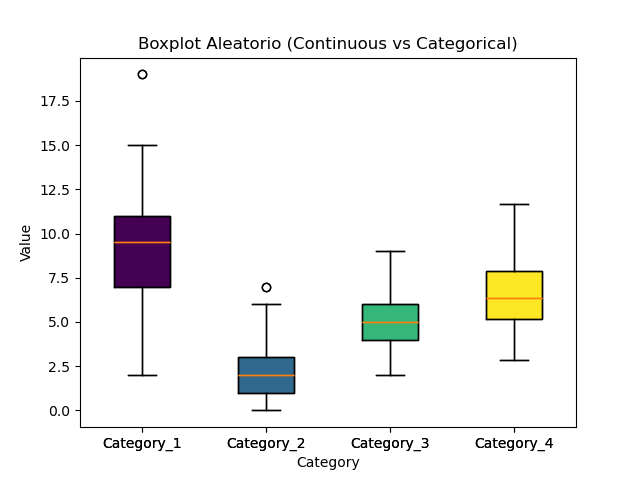 Boxplot Aleatorio (Continuous vs Categorical)
Value
17.5
15.0
12.5
10.0
7.5
5.0
2.5
0.0
Category_1 Category_2 Category_3 Category_4
Category